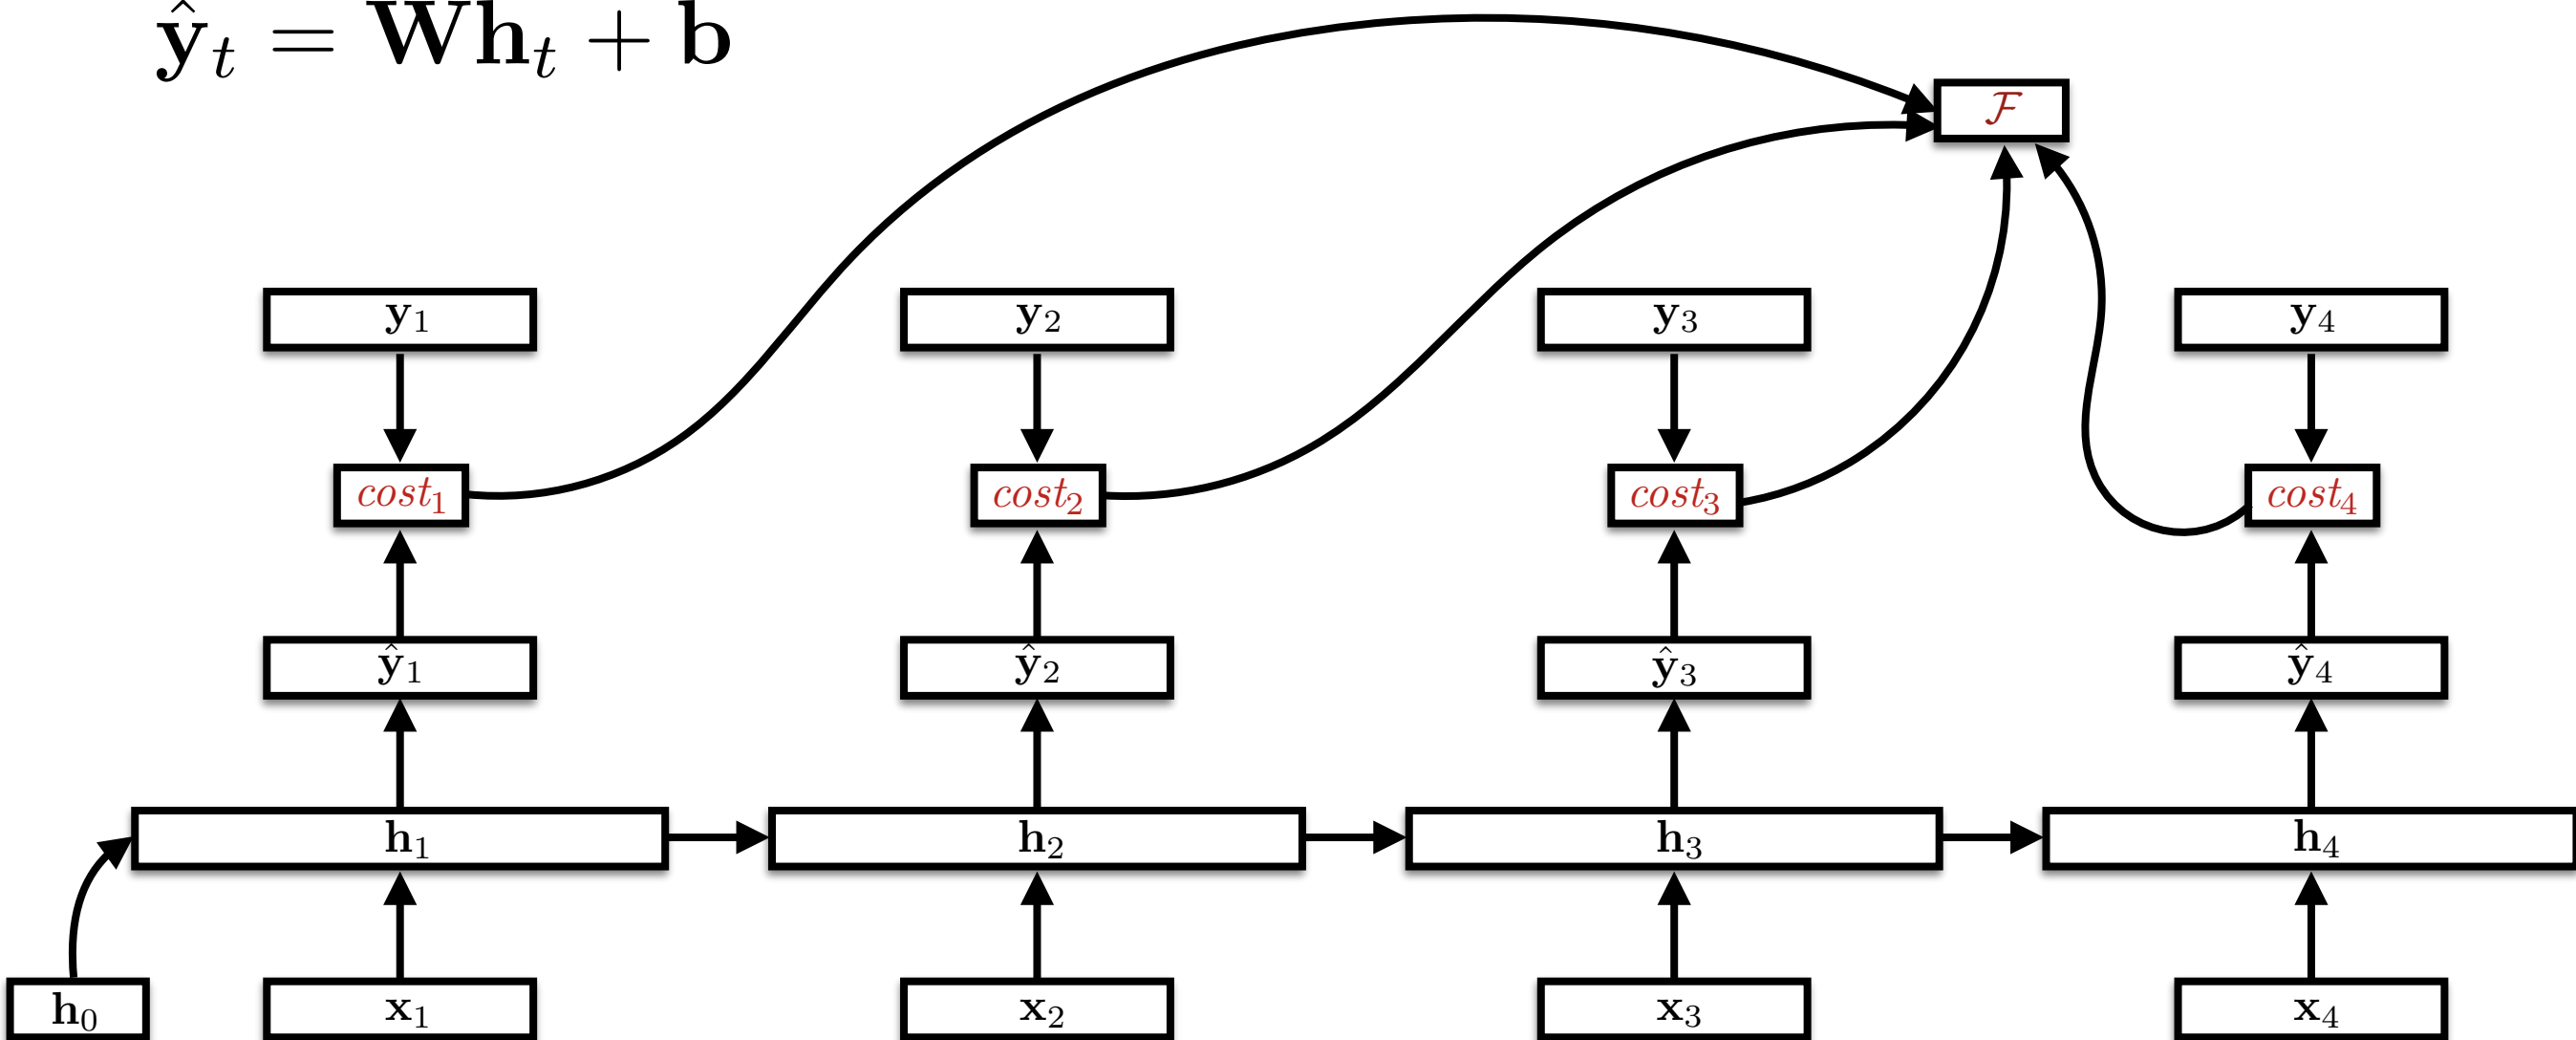 ŷ_t = Wh_t + b
ℱ
y₁ y₂ y₃ y₄
cost₁ cost₂ cost₃ cost₄
ŷ₁ ŷ₂ ŷ₃ ŷ₄
h₁ h₂ h₃ h₄
h₀ x₁ x₂ x₃ x₄